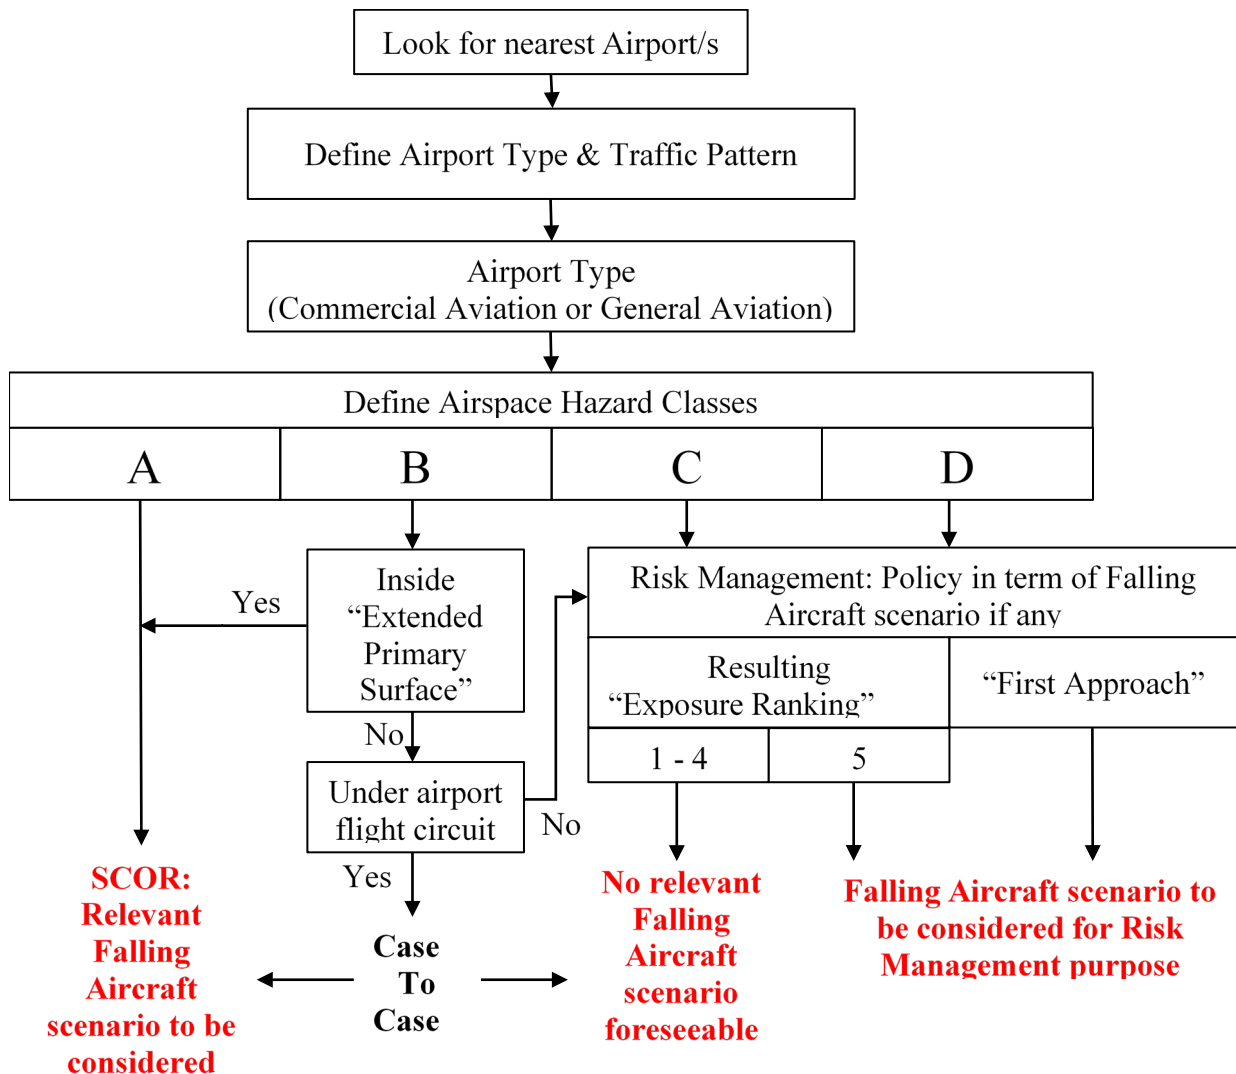 Look for nearest Airport/s
Define Airport Type & Traffic Pattern
Airport Type
(Commercial Aviation or General Aviation)
Define Airspace Hazard Classes
A
B
C
D
Inside
“Extended
Primary
Surface”
Yes
No
Under airport
flight circuit
No
Yes
Risk Management: Policy in term of Falling
Aircraft scenario if any
Resulting
“Exposure Ranking”
“First Approach”
1 - 4
5
SCOR:
Relevant
Falling
Aircraft
scenario to be
considered
Case
To
Case
No relevant
Falling
Aircraft
scenario
foreseeable
Falling Aircraft scenario to
be considered for Risk
Management purpose